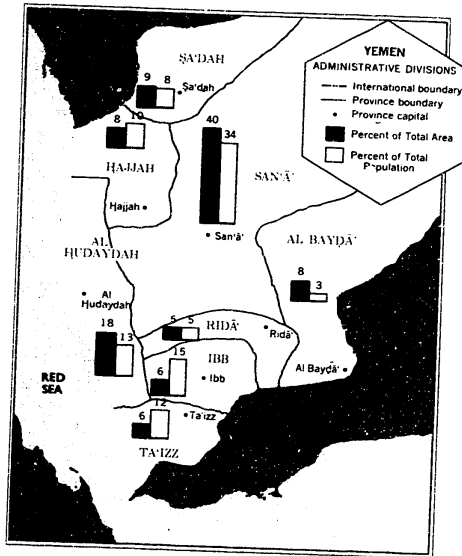 ṢA'DAH
9 8
Ṣa'dah
YEMEN
ADMINISTRATIVE DIVISIONS
International boundary
Province boundary
Province capital
Percent of Total Area
Percent of Total
Population
8 10
ḤAJJAH
Ḥajjah
40
34
SAN'Ā'
San'ā'
AL
ḤUDAYDAH
AL BAYḌĀ'
8
3
Al
Ḥudaydah
18
13
5 5
RIDĀ'
Ridā'
15
6
IBB
Ibb
Al Bayḍā'
RED
SEA
12
6
Ta'izz
TA'IZZ